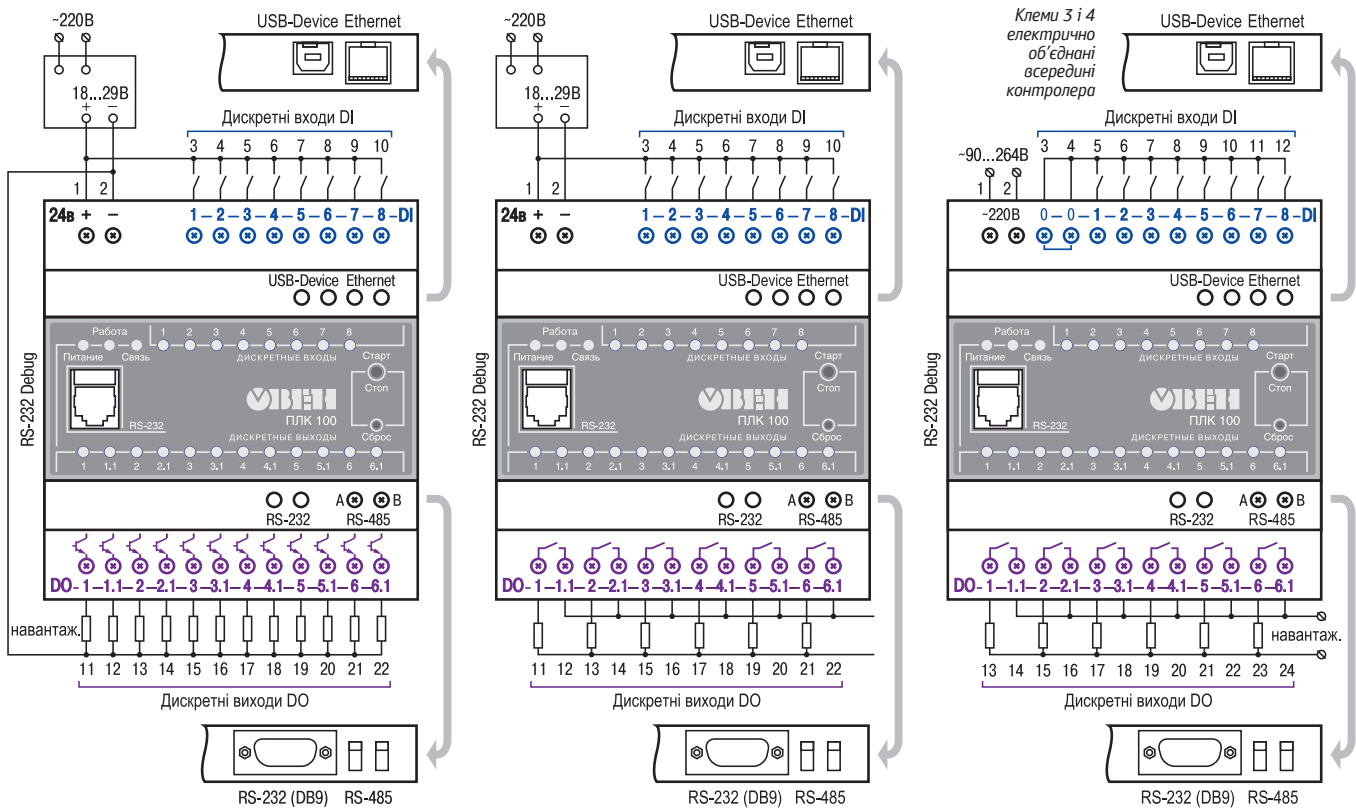 ~220В
USB-Device Ethernet
18...29В
+ –
Дискретні входи DI
3 4 5 6 7 8 9 10
1 2
24в + –
1 – 2 – 3 – 4 – 5 – 6 – 7 – 8 – DI
USB-Device Ethernet
RS-232 Debug
Работа
1 2 3 4 5 6 7 8
Питание Связь
ДИСКРЕТНЫЕ ВХОДЫ
Старт
Стоп
ОВЕН
ПЛК 100
RS-232
ДИСКРЕТНЫЕ ВЫХОДЫ
Сброс
1 1.1 2 2.1 3 3.1 4 4.1 5 5.1 6 6.1
A B
RS-232 RS-485
DO- 1 –1.1– 2 –2.1– 3 –3.1– 4 –4.1– 5 –5.1– 6 –6.1
навантаж.
11 12 13 14 15 16 17 18 19 20 21 22
Дискретні виходи DO
RS-232 (DB9) RS-485
~220В
USB-Device Ethernet
18...29В
+ –
Дискретні входи DI
3 4 5 6 7 8 9 10
1 2
24в + –
1 – 2 – 3 – 4 – 5 – 6 – 7 – 8 – DI
USB-Device Ethernet
RS-232 Debug
Работа
1 2 3 4 5 6 7 8
Питание Связь
ДИСКРЕТНЫЕ ВХОДЫ
Старт
Стоп
ОВЕН
ПЛК 100
RS-232
ДИСКРЕТНЫЕ ВЫХОДЫ
Сброс
1 1.1 2 2.1 3 3.1 4 4.1 5 5.1 6 6.1
A B
RS-232 RS-485
DO- 1 –1.1– 2 –2.1– 3 –3.1– 4 –4.1– 5 –5.1– 6 –6.1
11 12 13 14 15 16 17 18 19 20 21 22
Дискретні виходи DO
RS-232 (DB9) RS-485
Клеми 3 і 4
електрично
об’єднані
всередині
контролера
USB-Device Ethernet
Дискретні входи DI
~90...264В
3 4 5 6 7 8 9 10 11 12
1 2
~220В
0 – 0 – 1 – 2 – 3 – 4 – 5 – 6 – 7 – 8 – DI
USB-Device Ethernet
RS-232 Debug
Работа
1 2 3 4 5 6 7 8
Питание Связь
ДИСКРЕТНЫЕ ВХОДЫ
Старт
Стоп
ОВЕН
ПЛК 100
RS-232
ДИСКРЕТНЫЕ ВЫХОДЫ
Сброс
1 1.1 2 2.1 3 3.1 4 4.1 5 5.1 6 6.1
A B
RS-232 RS-485
DO- 1 –1.1– 2 –2.1– 3 –3.1– 4 –4.1– 5 –5.1– 6 –6.1
навантаж.
13 14 15 16 17 18 19 20 21 22 23 24
Дискретні виходи DO
RS-232 (DB9) RS-485